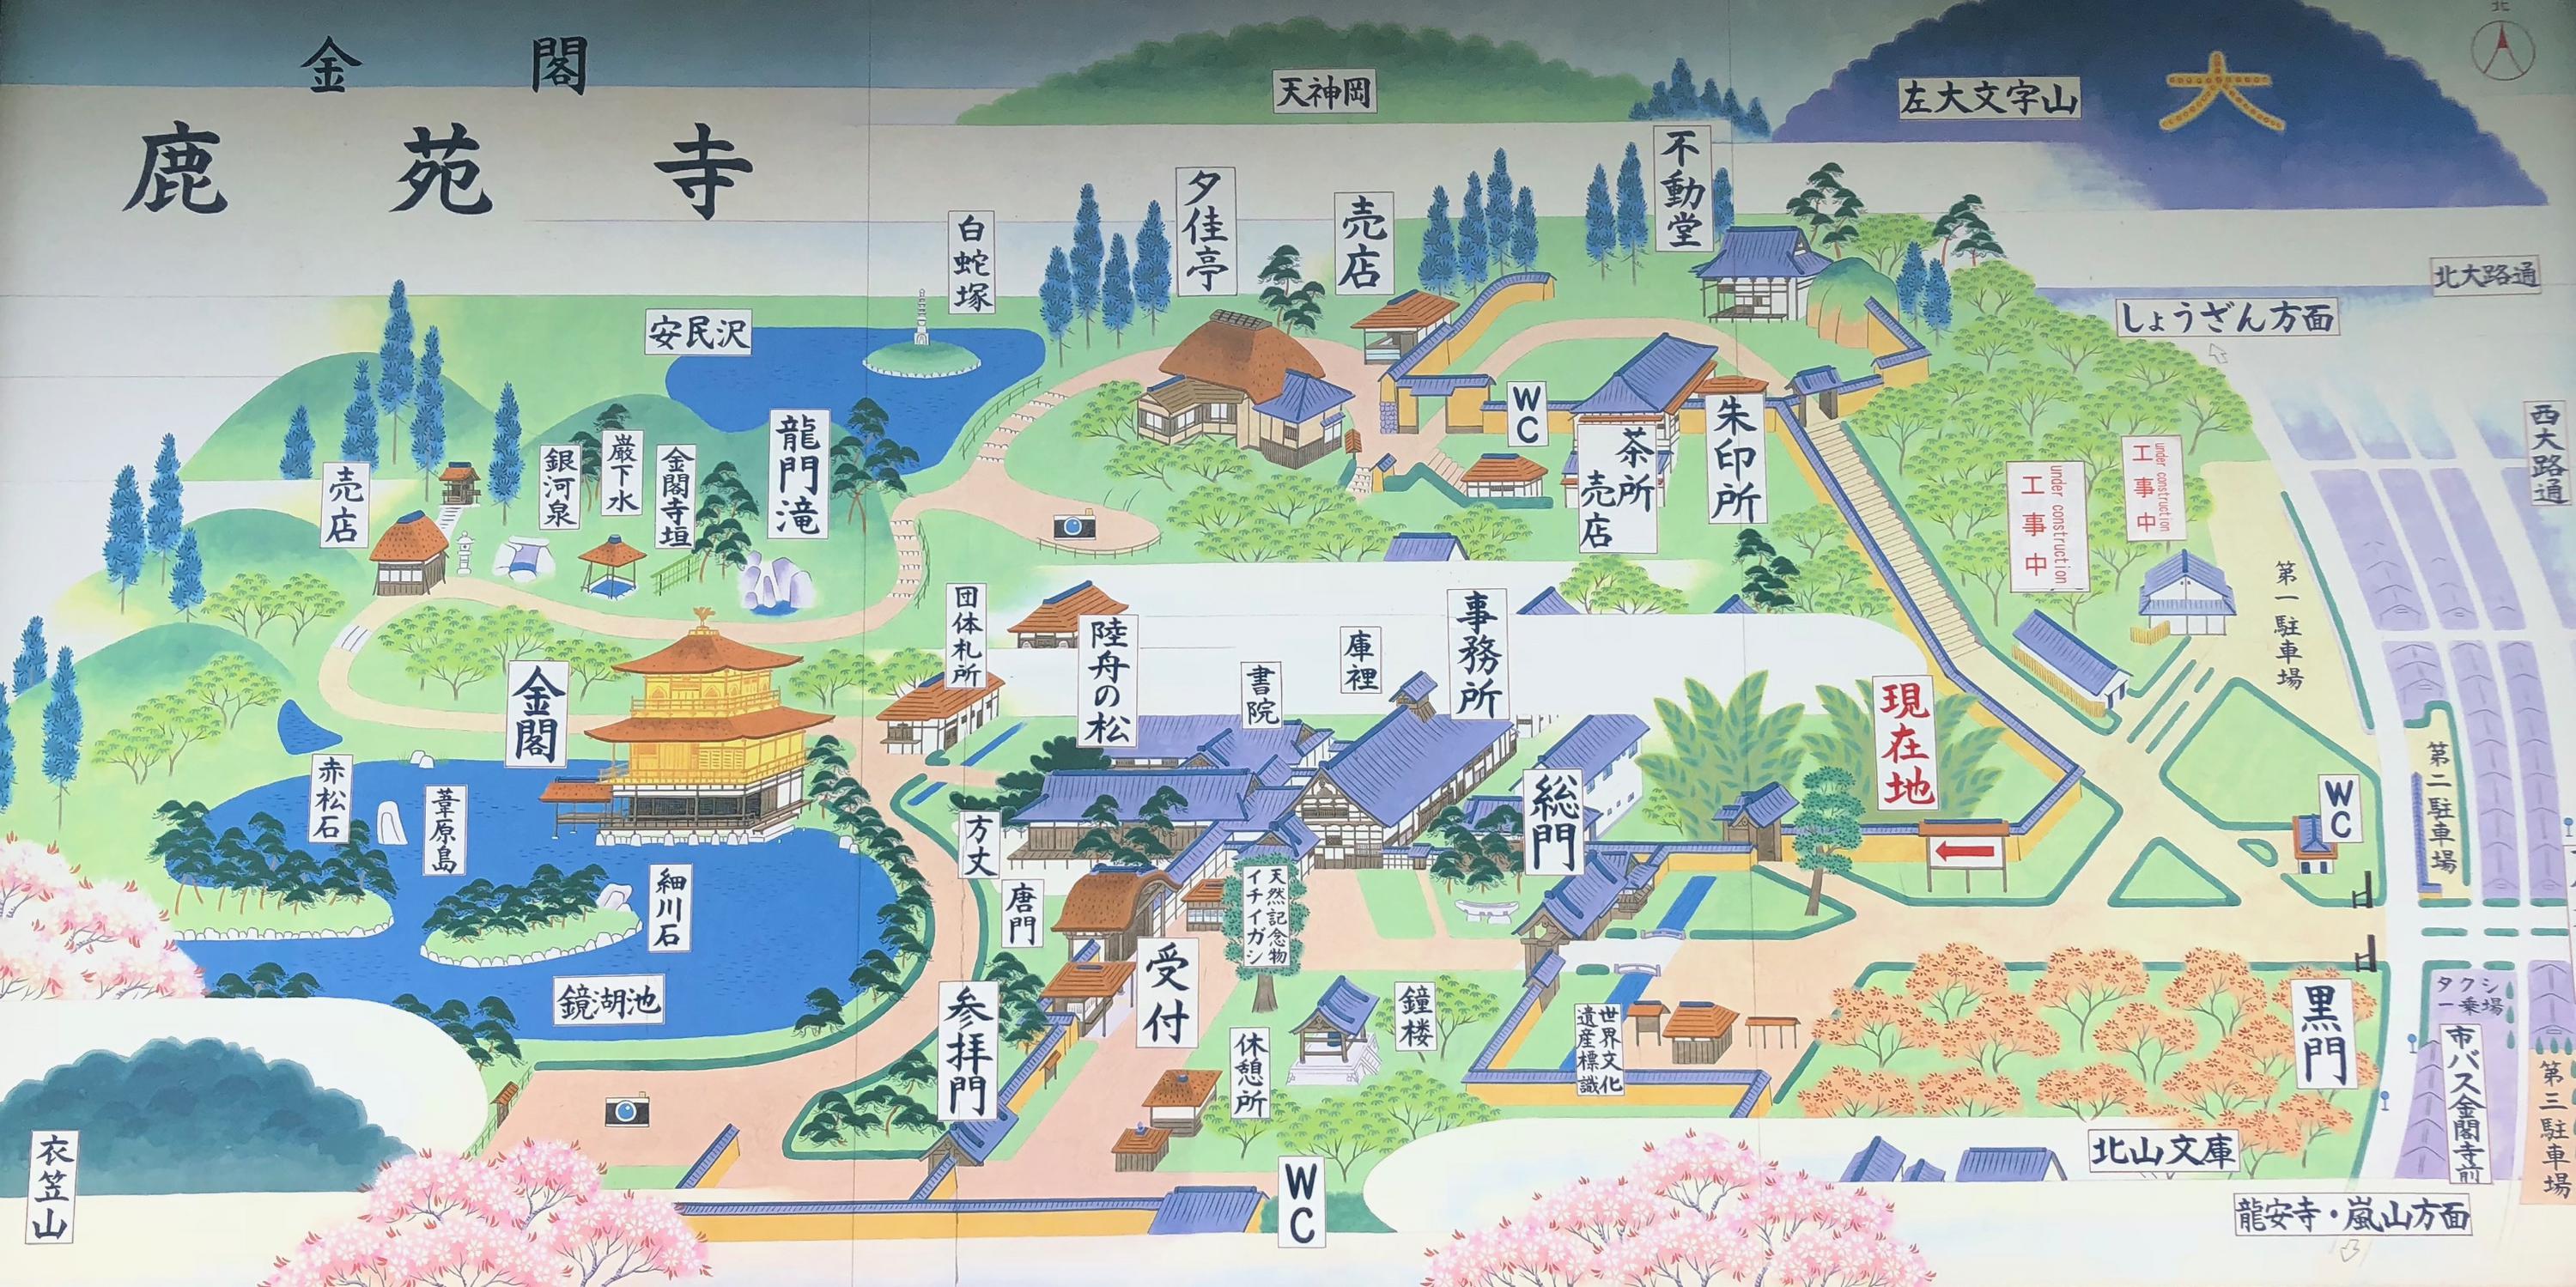 金閣
鹿苑寺
天神岡
左大文字山
大
北
不動堂
夕佳亭
売店
白蛇塚
安民沢
北大路通
しょうざん方面
西大路通
WC
茶所
売店
朱印所
工事中
under construction
工事中
under construction
龍門滝
金閣寺垣
巌下水
銀河泉
売店
第一駐車場
団体札所
陸舟の松
書院
庫裡
事務所
現在地
金閣
総門
第二駐車場
WC
赤松石
葦原島
細川石
方丈
唐門
天然記念物
イチイガシ
鏡湖池
参拝門
受付
休憩所
鐘楼
世界文化
遺産標識
黒門
タクシ
ー乗場
市バス金閣寺前
第三駐車場
衣笠山
WC
北山文庫
龍安寺・嵐山方面